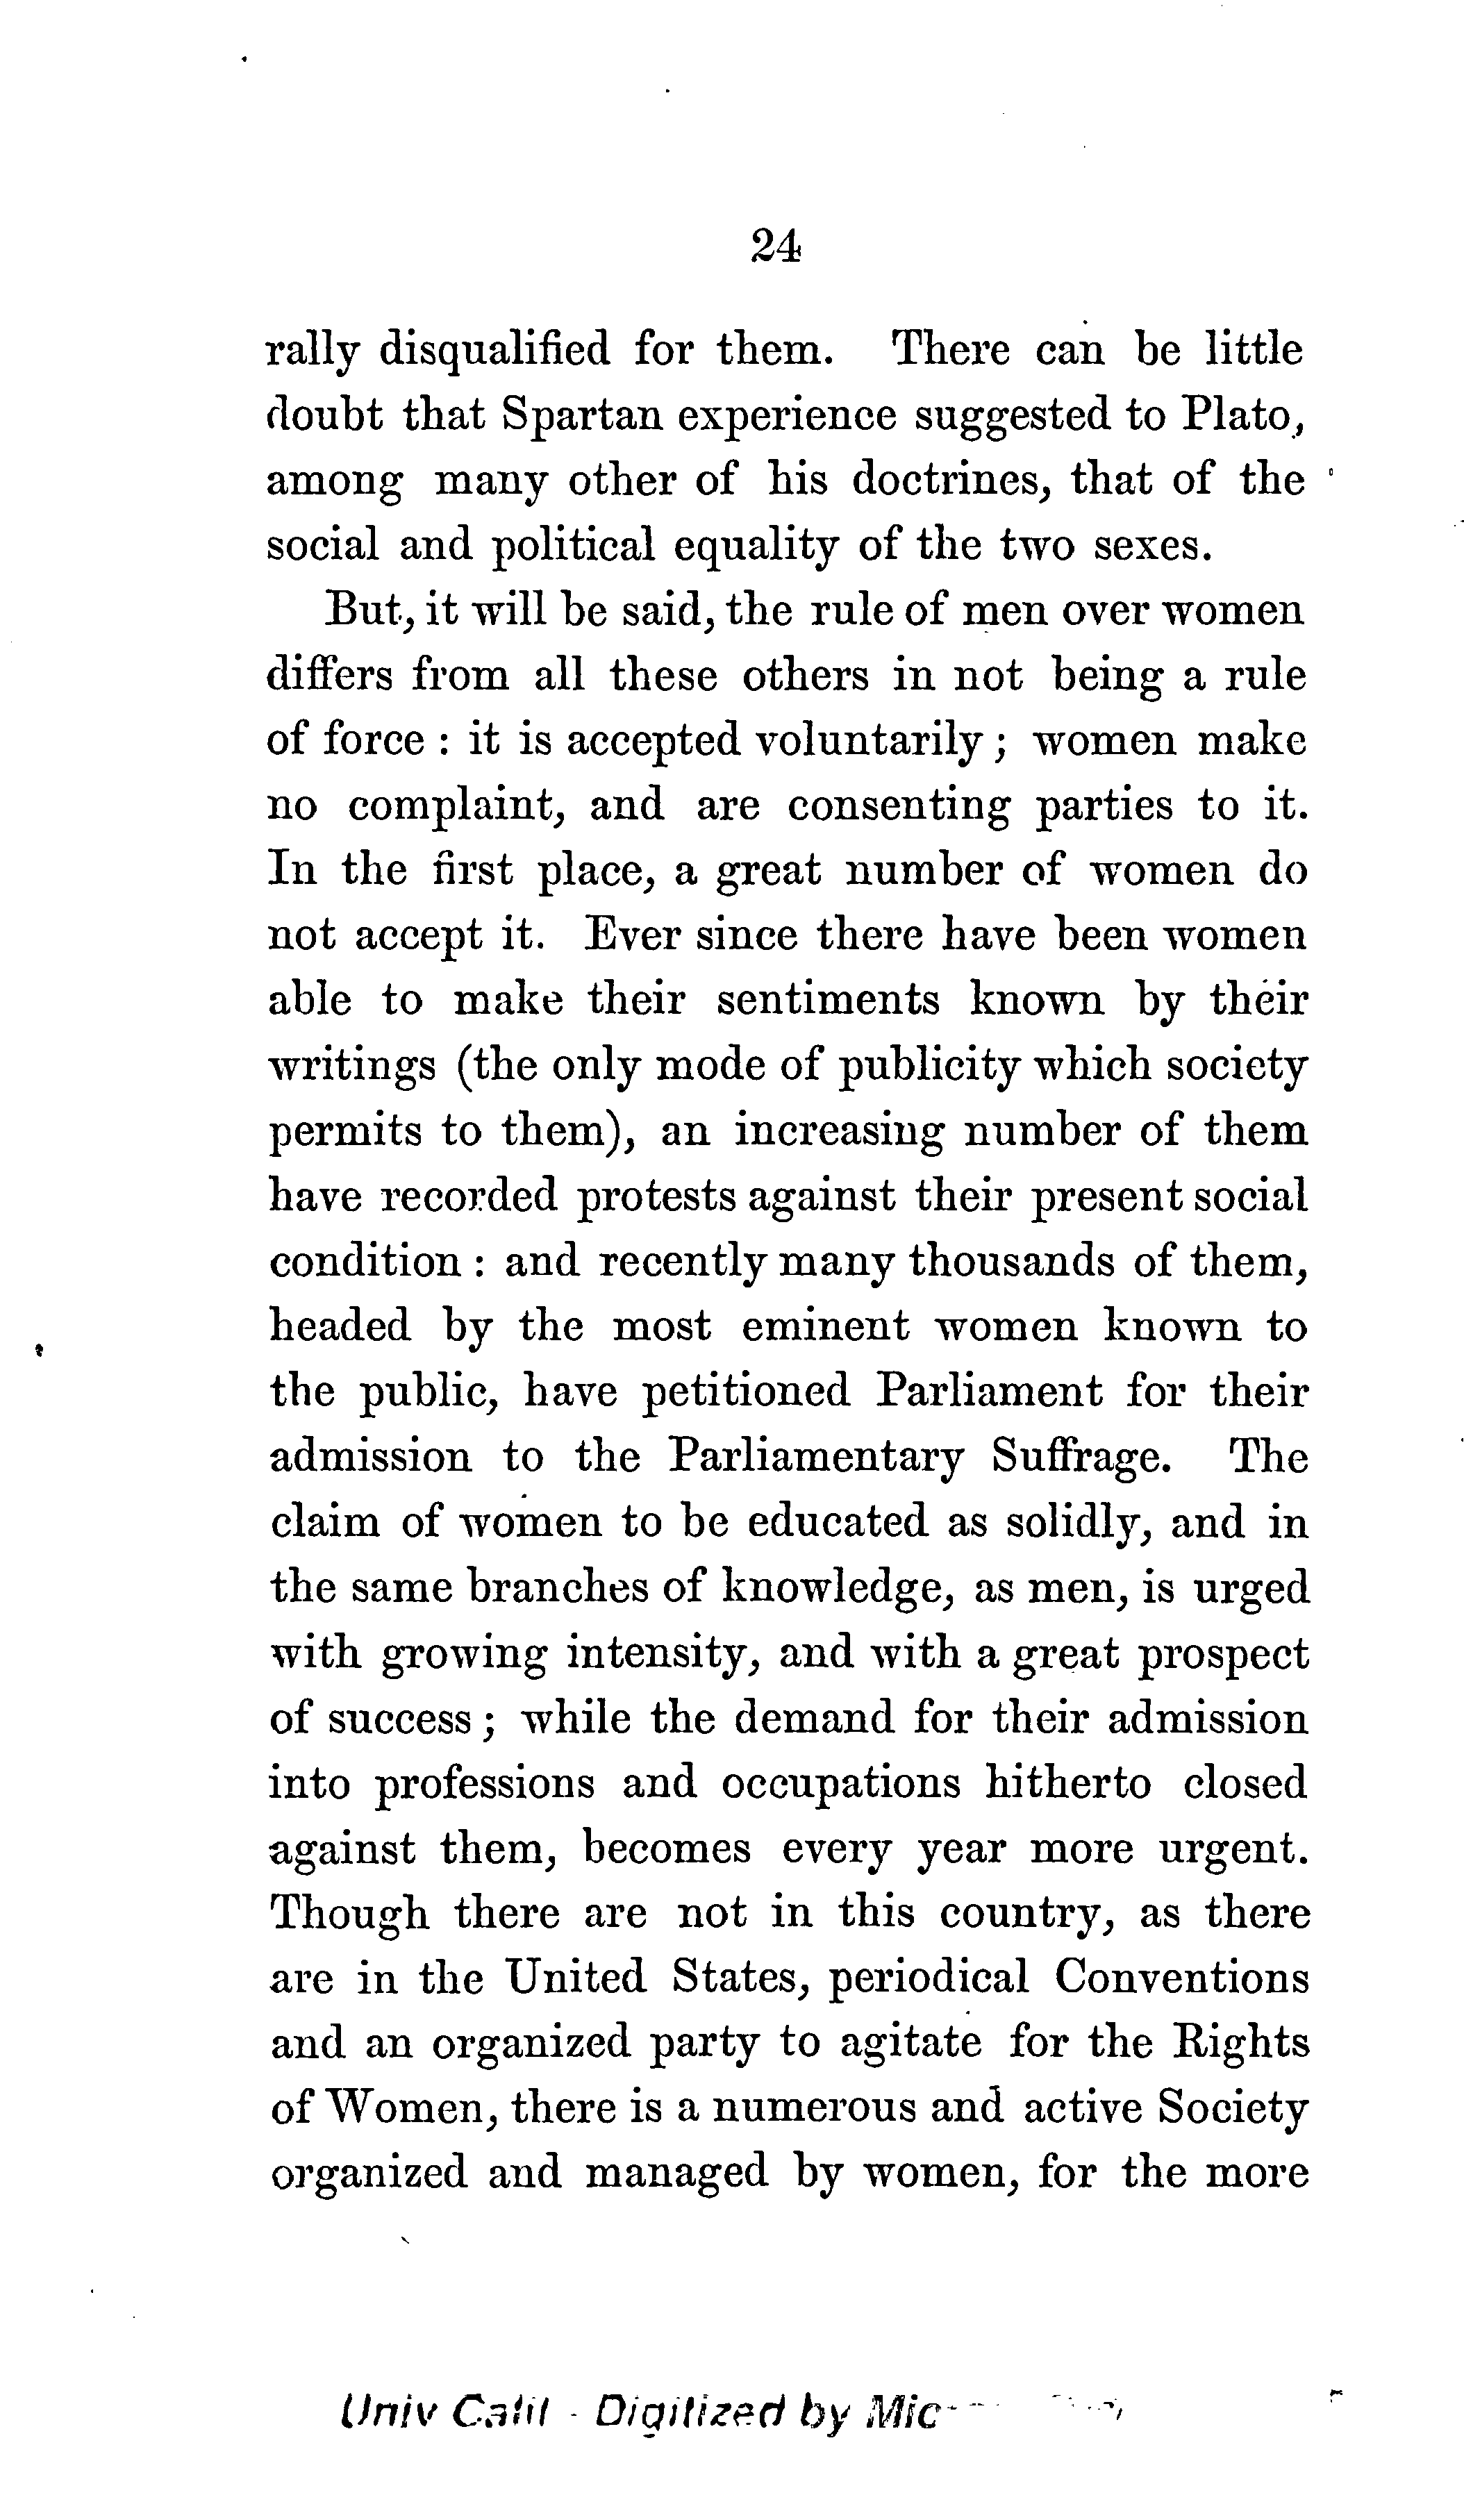 24
rally disqualified for them. There can be little
doubt that Spartan experience suggested to Plato,
among many other of his doctrines, that of the
social and political equality of the two sexes.
But, it will be said, the rule of men over women
differs from all these others in not being a rule
of force : it is accepted voluntarily ; women make
no complaint, and are consenting parties to it.
In the first place, a great number of women do
not accept it. Ever since there have been women
able to make their sentiments known by their
writings (the only mode of publicity which society
permits to them), an increasing number of them
have recorded protests against their present social
condition : and recently many thousands of them,
headed by the most eminent women known to
the public, have petitioned Parliament for their
admission to the Parliamentary Suffrage. The
claim of women to be educated as solidly, and in
the same branches of knowledge, as men, is urged
with growing intensity, and with a great prospect
of success ; while the demand for their admission
into professions and occupations hitherto closed
against them, becomes every year more urgent.
Though there are not in this country, as there
are in the United States, periodical Conventions
and an organized party to agitate for the Rights
of Women, there is a numerous and active Society
organized and managed by women, for the more
Univ Calif - Digitized by